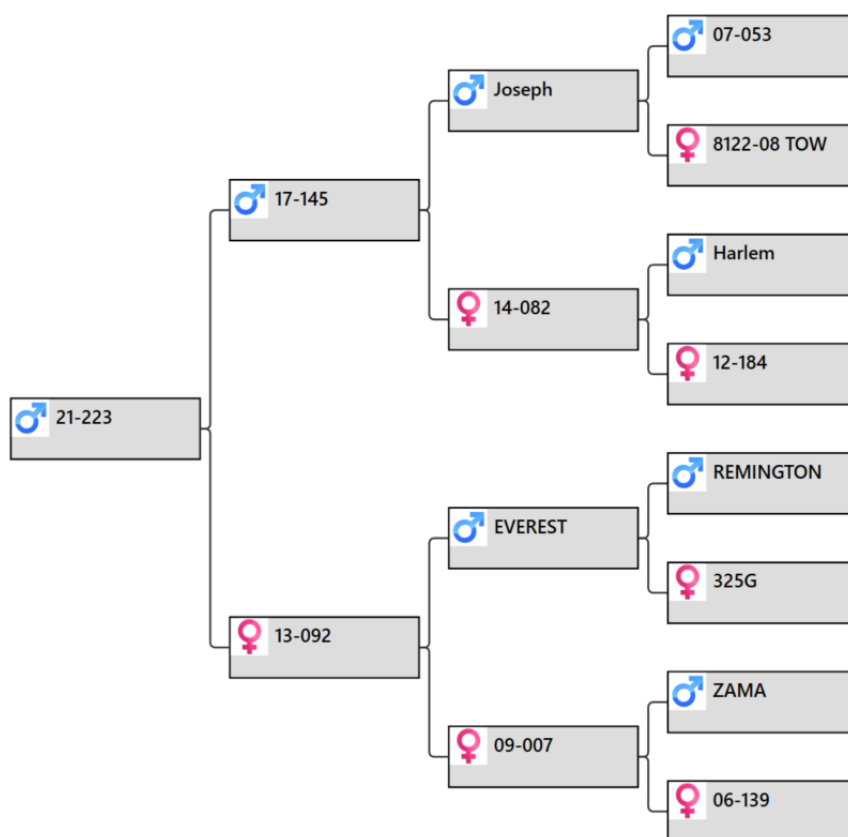 07-053
Joseph
8122-08 TOW
17-145
Harlem
14-082
12-184
21-223
REMINGTON
EVEREST
325G
13-092
ZAMA
09-007
06-139